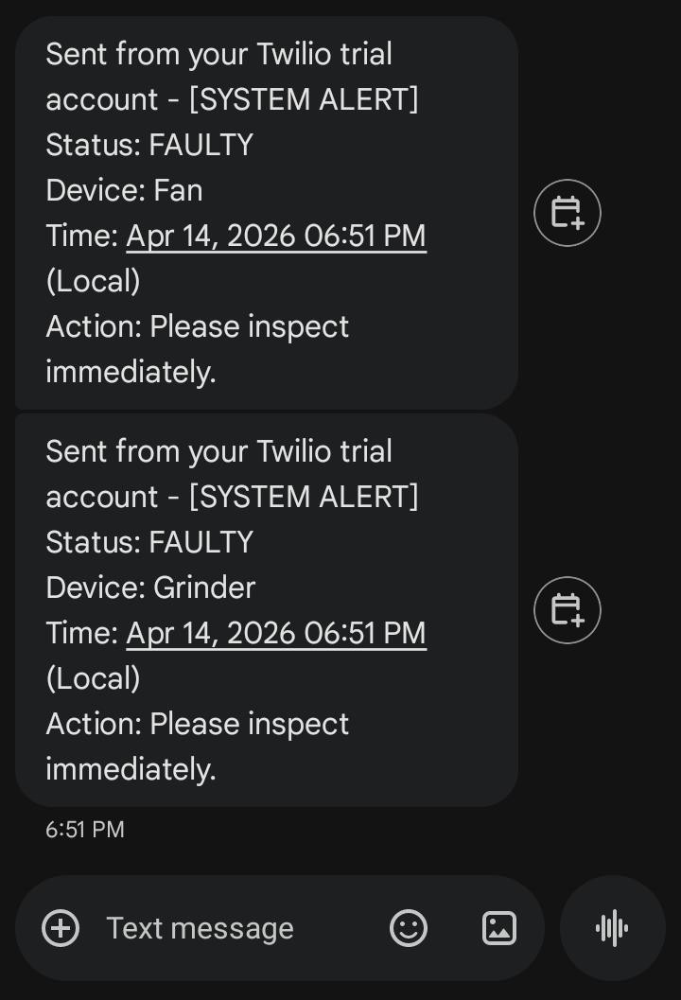 Sent from your Twilio trial
account - [SYSTEM ALERT]
Status: FAULTY
Device: Fan
Time: Apr 14, 2026 06:51 PM
(Local)
Action: Please inspect
immediately.
Sent from your Twilio trial
account - [SYSTEM ALERT]
Status: FAULTY
Device: Grinder
Time: Apr 14, 2026 06:51 PM
(Local)
Action: Please inspect
immediately.
6:51 PM
Text message